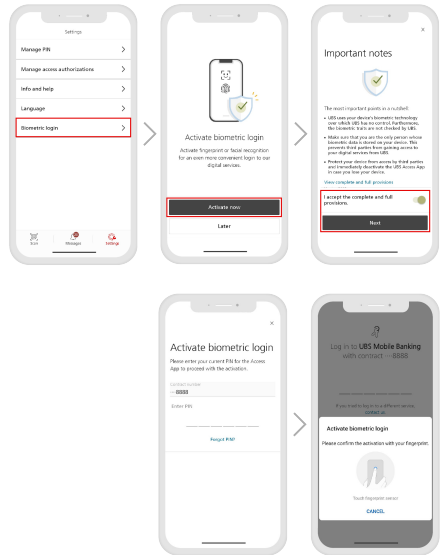 Settings
Manage PIN
Manage access authorizations
Info and help
Language
Biometric login
Scan
Messages
Settings
Activate biometric login
Activate fingerprint or facial recognition
for an even more convenient login to our
digital services.
Activate now
Later
Important notes
The most important points in a nutshell:
• UBS uses your device's biometric technology
over which UBS has no control. Furthermore,
the biometric traits are not checked by UBS.
• Make sure that you are the only person whose
biometric data is stored on your device. This
prevents third parties from gaining access to
your digital services from UBS.
• Protect your device from access by third parties
and immediately deactivate the UBS Access App
in case you lose your device.
View complete and full provisions
I accept the complete and full
provisions.
Next
Activate biometric login
Please enter your current PIN for the Access
App to proceed with the activation.
Contract number
···8888
Enter PIN
Forgot PIN?
Log in to UBS Mobile Banking
with contract ···8888
contact us
Activate biometric login
Please confirm the activation with your fingerprint
Touch fingerprint sensor
CANCEL